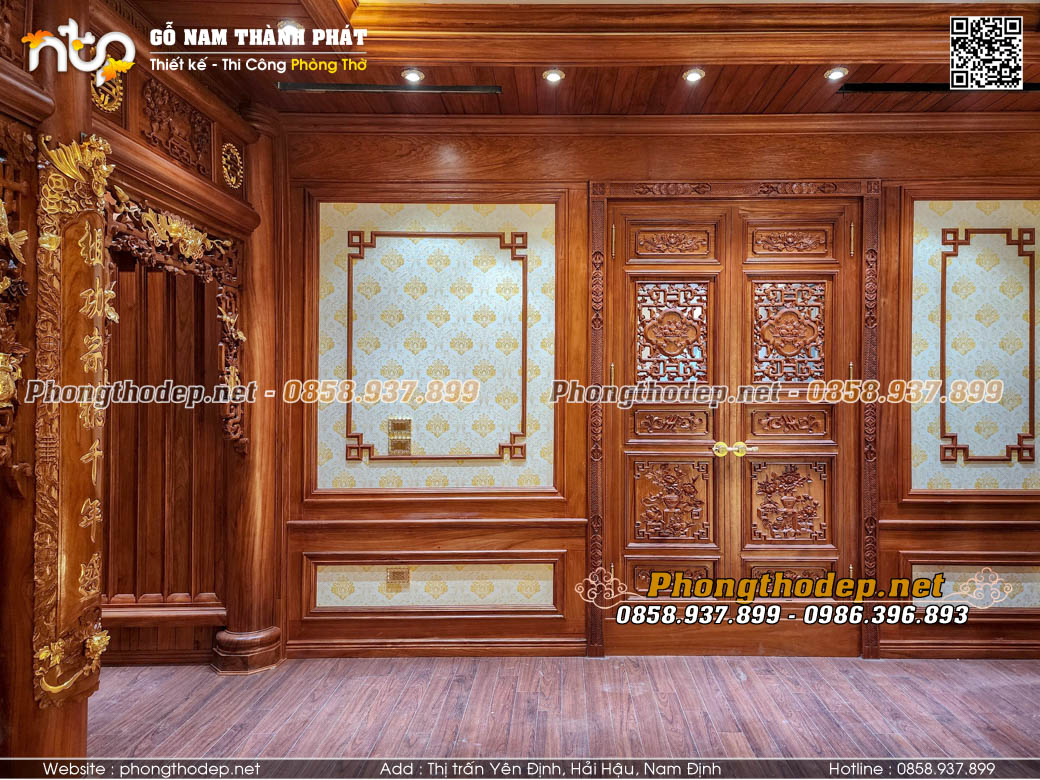 ntp
GỖ NAM THÀNH PHÁT
Thiết kế - Thi Công Phòng Thờ
Phongthodep.net - 0858.937.899
Phongthodep.net - 0858.937.899
Phongthodep.net
0858.937.899 - 0986.396.893
Website : phongthodep.net
Add : Thị trấn Yên Định, Hải Hậu, Nam Định
Hotline : 0858.937.899